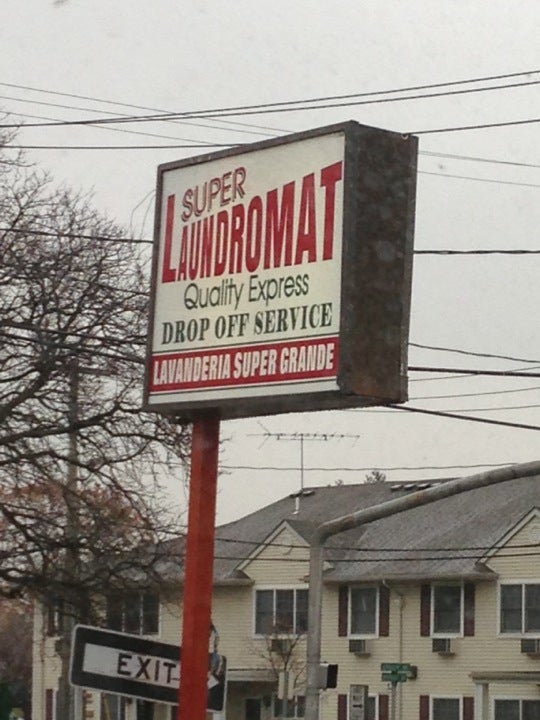 SUPER
LAUNDROMAT
Quality Express
DROP OFF SERVICE
LAVANDERIA SUPER GRANDE
EXIT